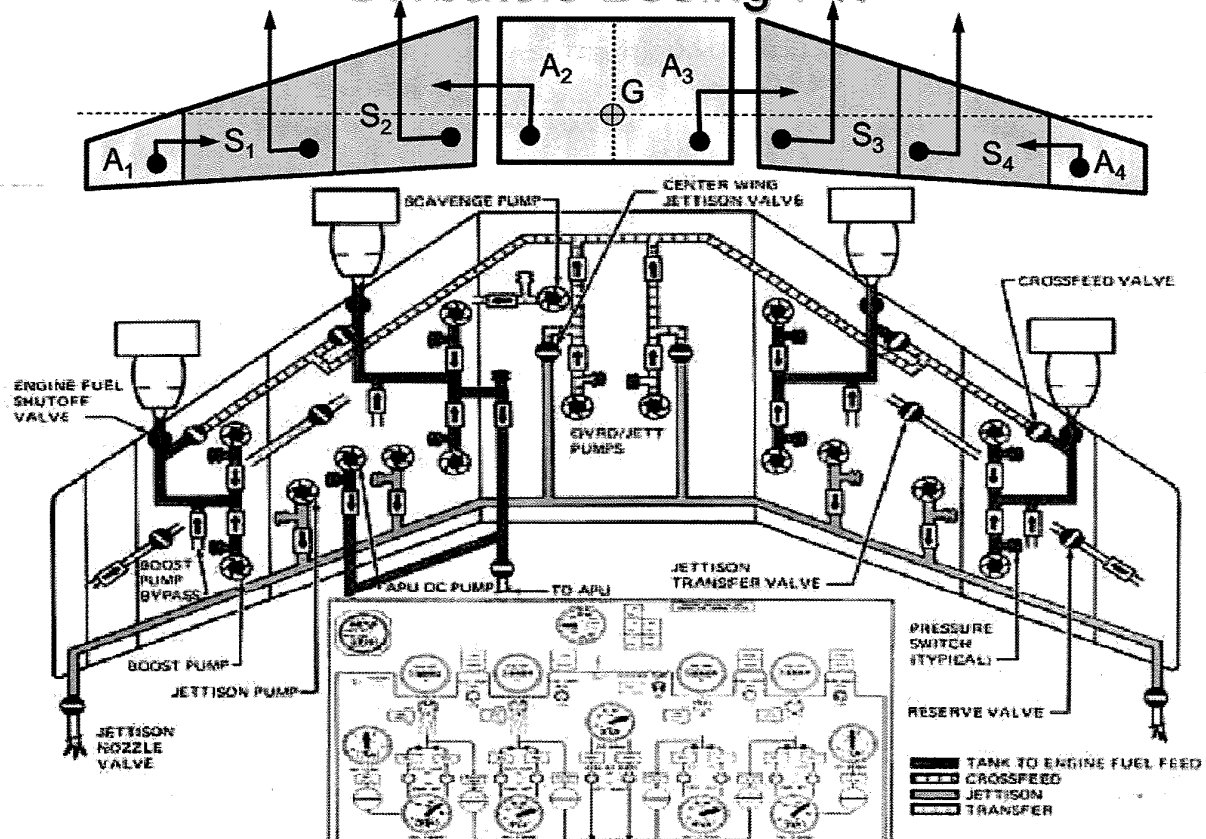 A₁
S₁
S₂
A₂
A₃
G
S₃
S₄
A₄
SCAVENGE PUMP
CENTER WING
JETTISON VALVE
CROSSFEED VALVE
ENGINE FUEL
SHUTOFF
VALVE
OVRD/JETT
PUMPS
BOOST
PUMP
BYPASS
APU DC PUMP
TO APU
JETTISON
TRANSFER VALVE
PRESSURE
SWITCH
(TYPICAL)
BOOST PUMP
JETTISON PUMP
RESERVE VALVE
JETTISON
NOZZLE
VALVE
TANK TO ENGINE FUEL FEED
CROSSFEED
JETTISON
TRANSFER